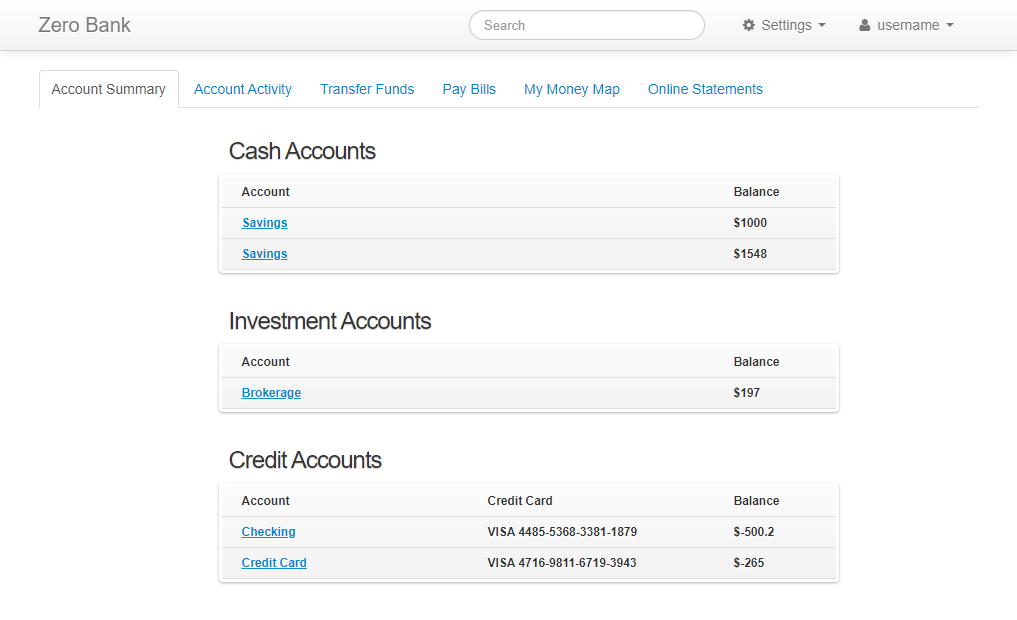 Zero Bank Search Settings username
Account Summary Account Activity Transfer Funds Pay Bills My Money Map Online Statements
Cash Accounts
Account Balance
Savings $1000
Savings $1548
Investment Accounts
Account Balance
Brokerage $197
Credit Accounts
Account Credit Card Balance
Checking VISA 4485-5368-3381-1879 $-500.2
Credit Card VISA 4716-9811-6719-3943 $-265